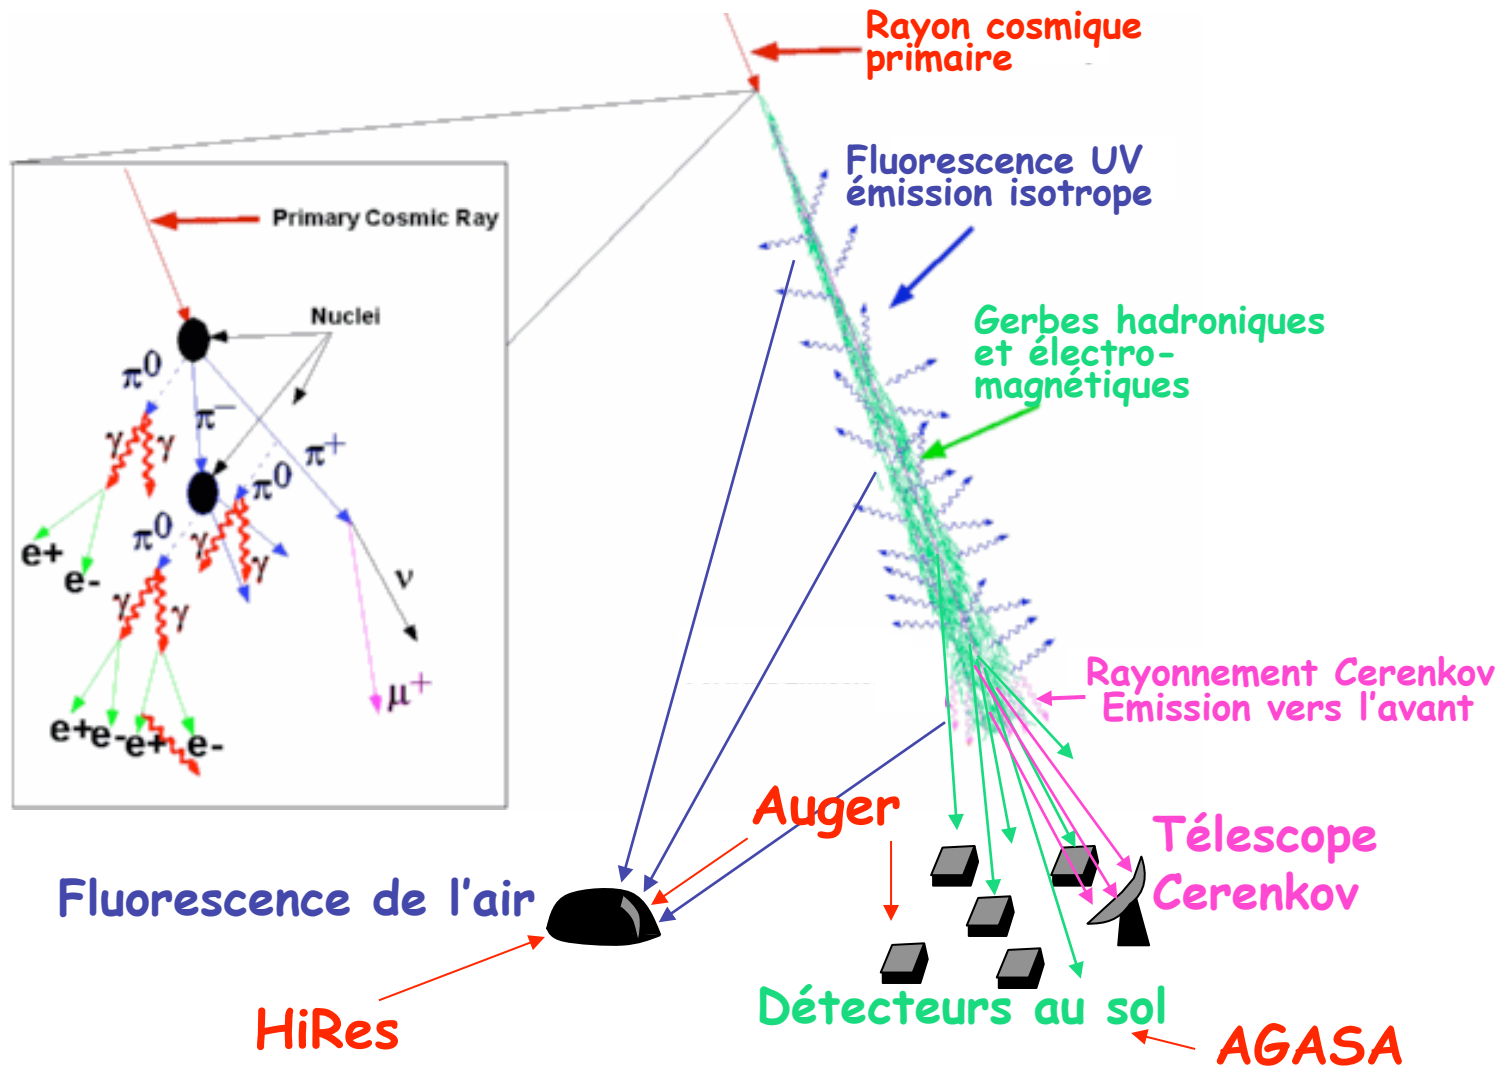 Rayon cosmique
primaire
Fluorescence UV
émission isotrope
Primary Cosmic Ray
Nuclei
Gerbes hadroniques
et électro-
magnétiques
π0
π−
γ γ
π+
π0
π0
γ γ
e+
e-
ν
γ γ
μ+
e+e-e+ e-
Rayonnement Cerenkov
Emission vers l'avant
Auger
Télescope
Cerenkov
Fluorescence de l'air
HiRes
Détecteurs au sol
AGASA